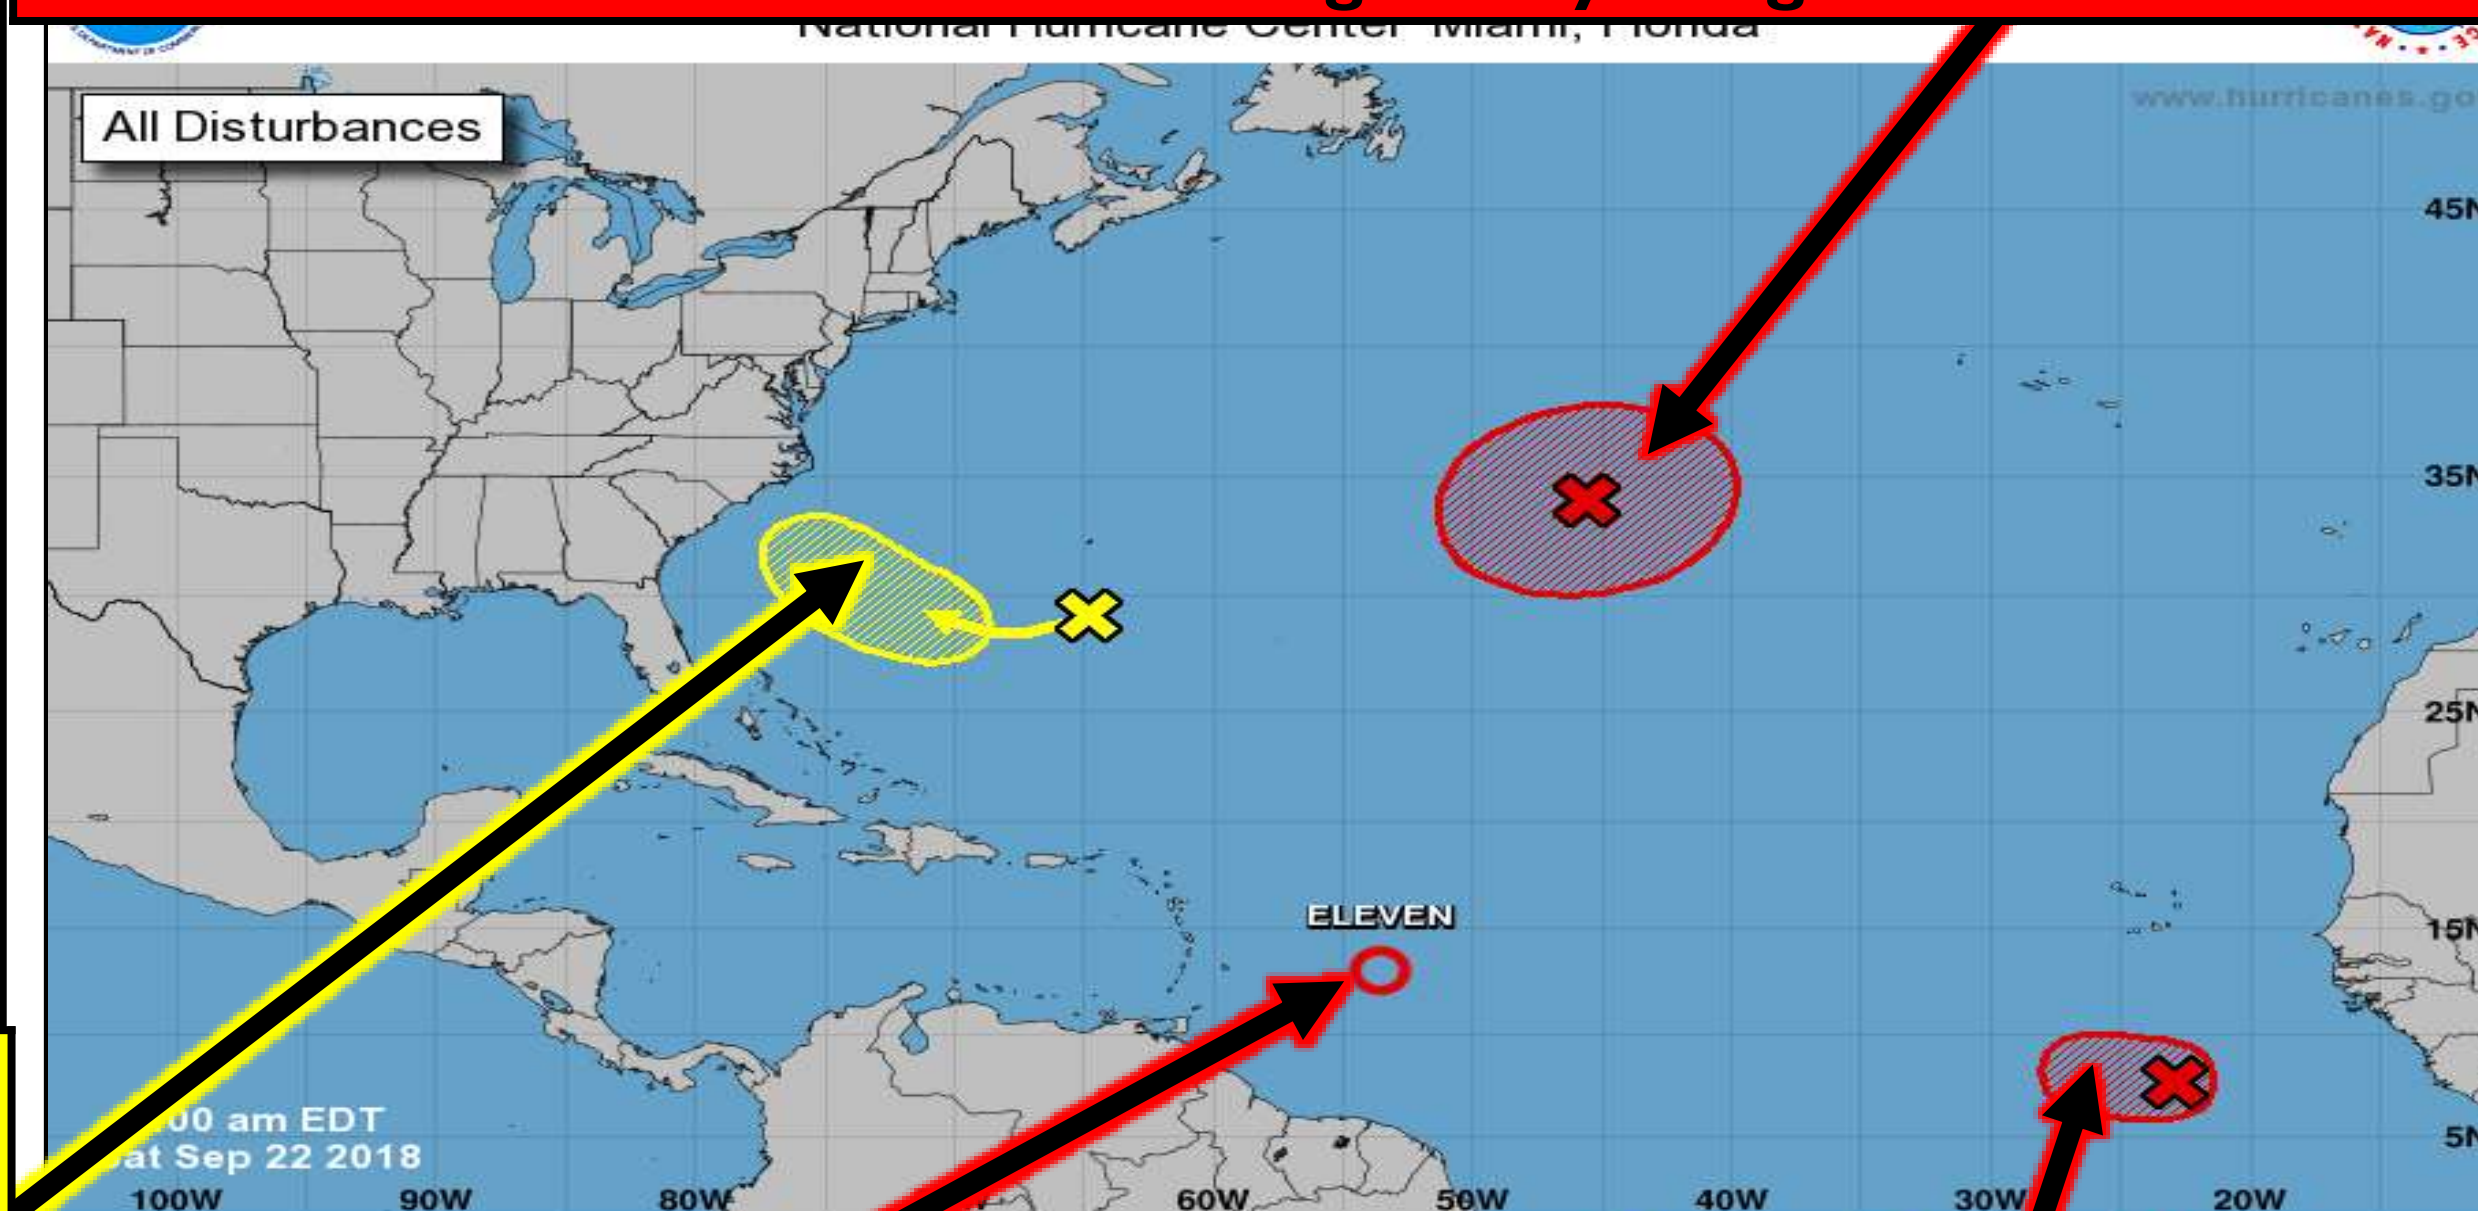 National Hurricane Center Miami, Florida
All Disturbances
www.hurricanes.go
45N
35N
25N
ELEVEN
15N
00 am EDT
at Sep 22 2018
5N
100W 90W 80W 60W 50W 40W 30W 20W